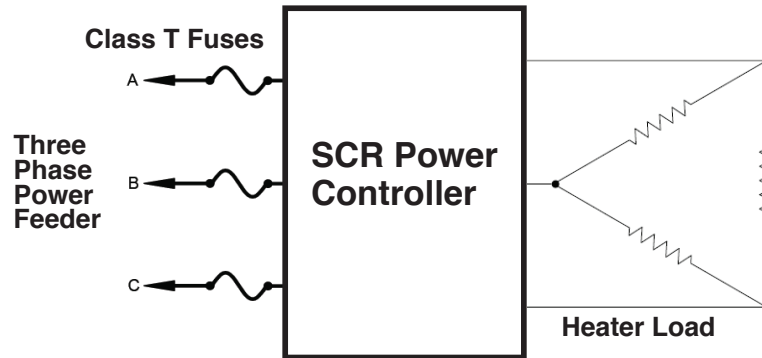 Class T Fuses
A
Three
Phase
Power
Feeder
B
C
SCR Power
Controller
Heater Load